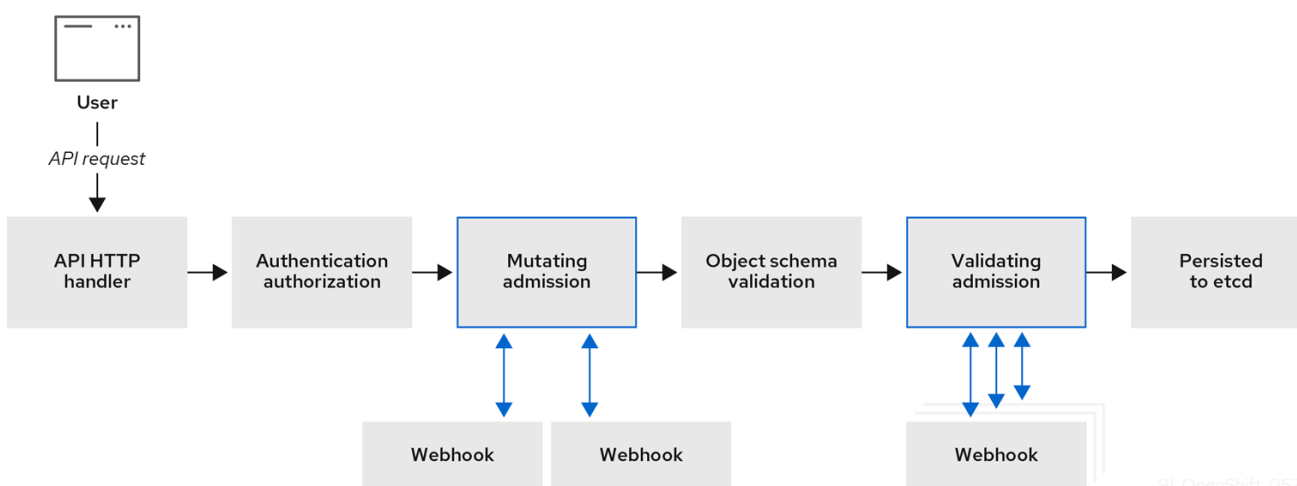 User
API request
API HTTP
handler
Authentication
authorization
Mutating
admission
Object schema
validation
Validating
admission
Persisted
to etcd
Webhook
Webhook
Webhook